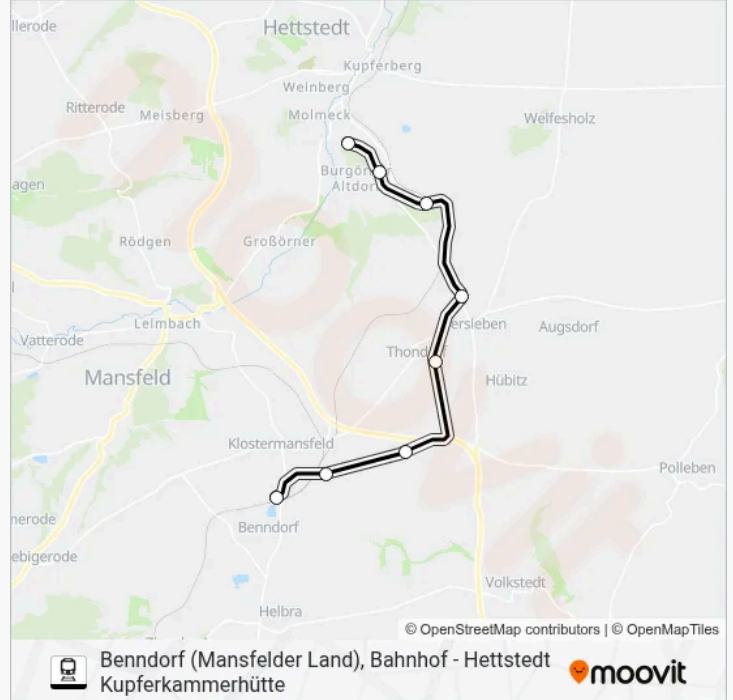 llerode
Hettstedt
Kupferberg
Weinberg
Ritterode
Meisberg
Molmeck
Welfesholz
Burgör
Altdor
agen
Rödgen
Großörner
Leimbach
ersleben
Augsdorf
Vatterode
Thond
f
Mansfeld
Hübitz
Klostermansfeld
Polleben
nerode
Benndorf
ebigerode
Volkstedt
Helbra
© OpenStreetMap contributors | © OpenMapTiles
Benndorf (Mansfelder Land), Bahnhof - Hettstedt
Kupferkammerhütte
moovit